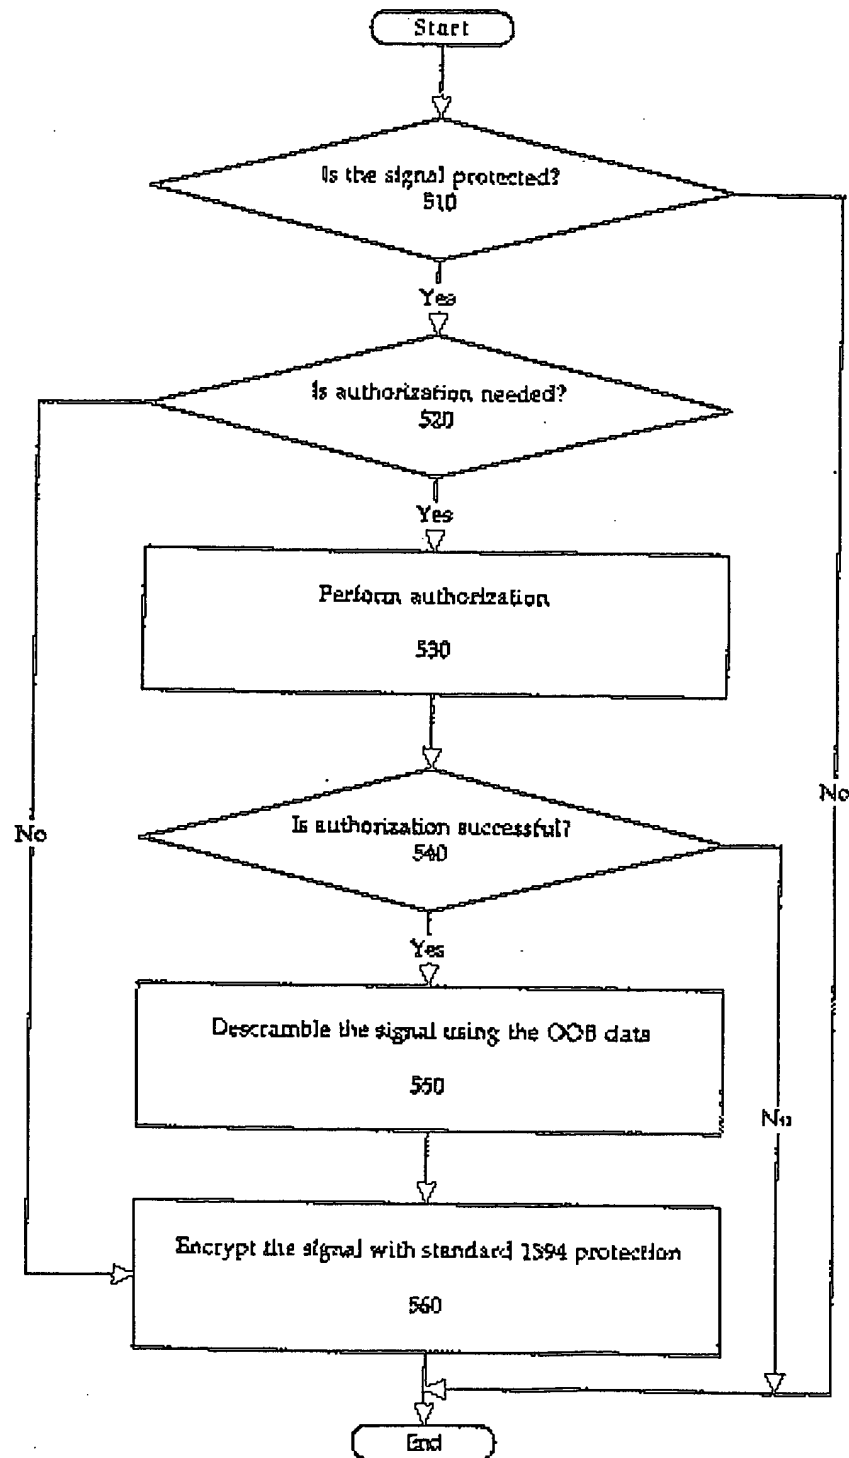 Start
Is the signal protected?
510
Yes
Is authorization needed?
520
Yes
Perform authorization
530
No
No
Is authorization successful?
540
Yes
Descramble the signal using the OOB data
550
No
Encrypt the signal with standard 1394 protection
560
End